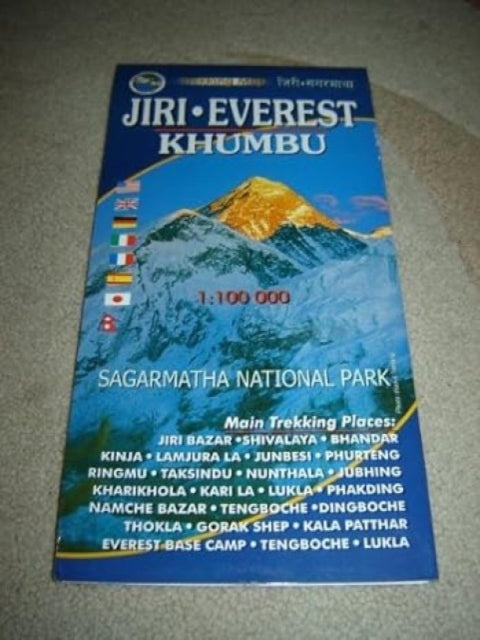 TREKKING MAP जिरी•सगरमाथा
JIRI • EVEREST
KHUMBU
1:100 000
SAGARMATHA NATIONAL PARK
Main Trekking Places:
JIRI BAZAR •SHIVALAYA • BHANDAR
KINJA • LAMJURA LA • JUNBESI • PHURTENG
RINGMU • TAKSINDU • NUNTHALA • JUBHING
KHARIKHOLA • KARI LA • LUKLA • PHAKDING
NAMCHE BAZAR • TENGBOCHE •DINGBOCHE
THOKLA • GORAK SHEP • KALA PATTHAR
EVEREST BASE CAMP • TENGBOCHE • LUKLA